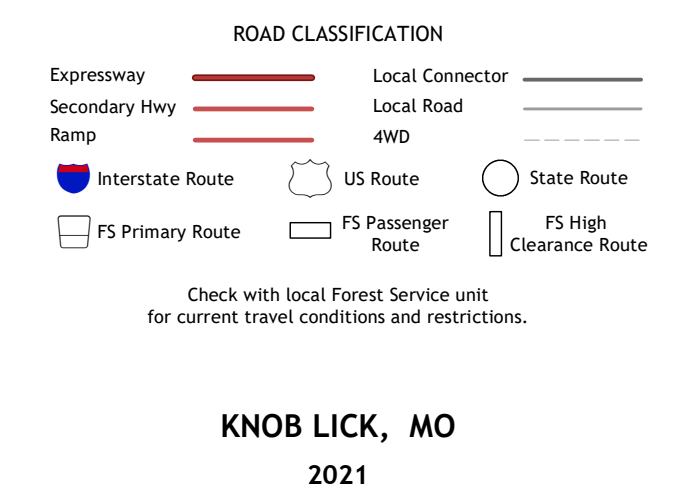 ROAD CLASSIFICATION
Expressway
Local Connector
Secondary Hwy
Local Road
Ramp
4WD
Interstate Route
US Route
State Route
FS Primary Route
FS Passenger
Route
FS High
Clearance Route
Check with local Forest Service unit
for current travel conditions and restrictions.
KNOB LICK, MO
2021